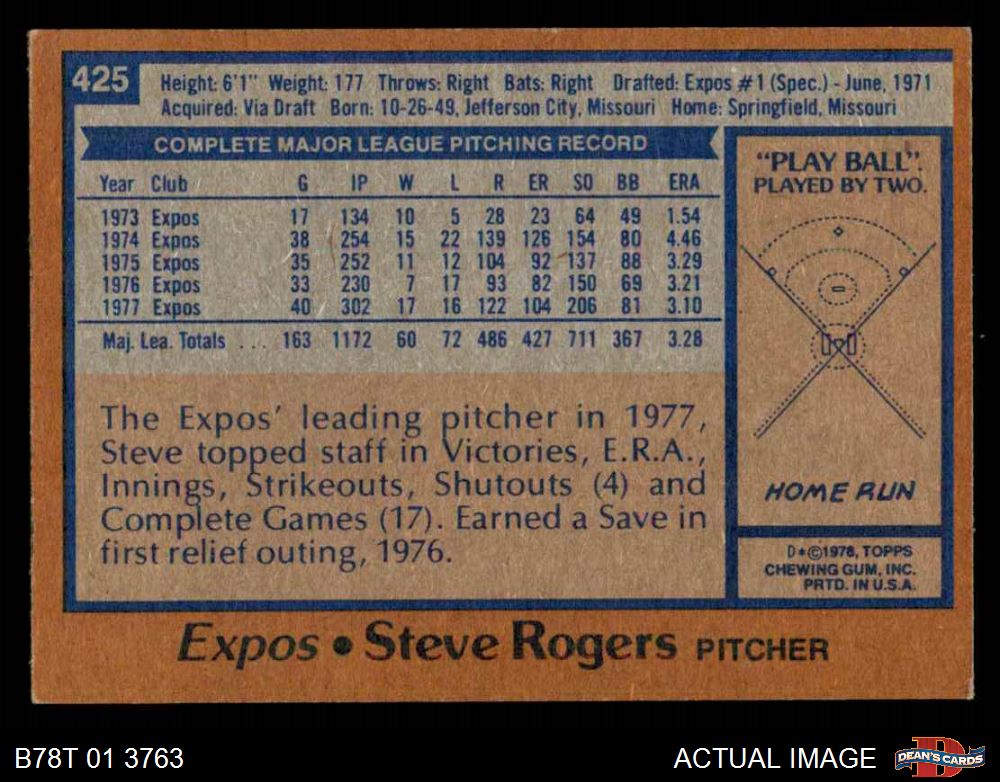 425
Height: 6'1" Weight: 177 Throws: Right Bats: Right Drafted: Expos #1 (Spec.) - June, 1971
Acquired: Via Draft Born: 10-26-49, Jefferson City, Missouri Home: Springfield, Missouri
COMPLETE MAJOR LEAGUE PITCHING RECORD
Year Club G IP W L R ER SO BB ERA
1973 Expos 17 134 10 5 28 23 64 49 1.54
1974 Expos 38 254 15 22 139 126 154 80 4.46
1975 Expos 35 252 11 12 104 92 137 88 3.29
1976 Expos 33 230 7 17 93 82 150 69 3.21
1977 Expos 40 302 17 16 122 104 206 81 3.10
Maj. Lea. Totals ... 163 1172 60 72 486 427 711 367 3.28
The Expos' leading pitcher in 1977,
Steve topped staff in Victories, E.R.A.,
Innings, Strikeouts, Shutouts (4) and
Complete Games (17). Earned a Save in
first relief outing, 1976.
"PLAY BALL".
PLAYED BY TWO.
HOME RUN
D*©1978, TOPPS
CHEWING GUM, INC.
PRTD. IN U.S.A.
Expos • Steve Rogers PITCHER
B78T 01 3763
ACTUAL IMAGE
D
DEAN'S CARDS